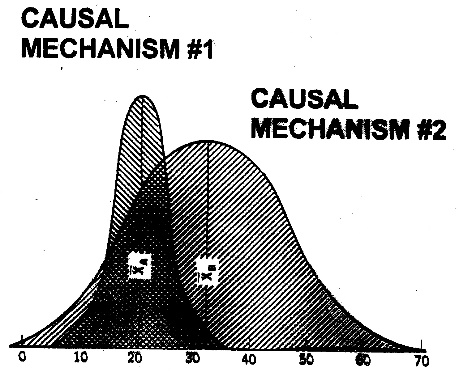 CAUSAL
MECHANISM #1
CAUSAL
MECHANISM #2
X̄A
X̄B
0 10 20 30 40 50 60 70